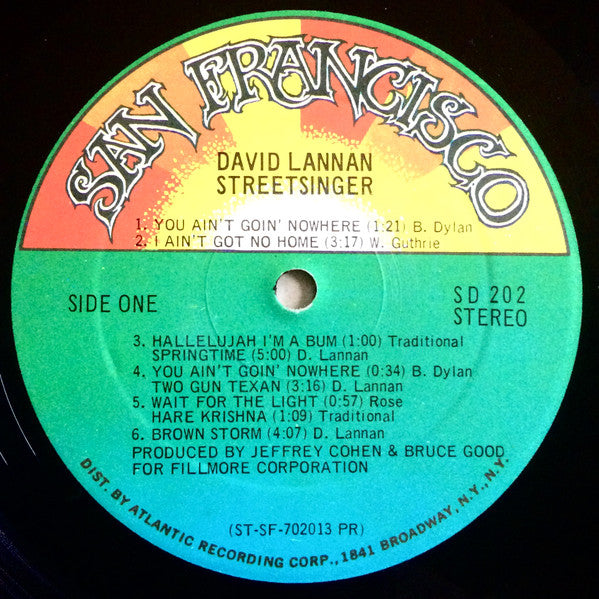 SAN FRANCISCO
DAVID LANNAN
STREETSINGER
1. YOU AIN'T GOIN' NOWHERE (1:21) B. Dylan
2. I AIN'T GOT NO HOME (3:17) W. Guthrie
SIDE ONE
SD 202
STEREO
3. HALLELUJAH I'M A BUM (1:00) Traditional
SPRINGTIME (5:00) D. Lannan
4. YOU AIN'T GOIN' NOWHERE (0:34) B. Dylan
TWO GUN TEXAN (3:16) D. Lannan
5. WAIT FOR THE LIGHT (0:57) Rose
HARE KRISHNA (1:09) Traditional
6. BROWN STORM (4:07) D. Lannan
PRODUCED BY JEFFREY COHEN & BRUCE GOOD
FOR FILLMORE CORPORATION
(ST-SF-702013 PR)
DIST. BY ATLANTIC RECORDING CORP., 1841 BROADWAY, N.Y., N.Y.